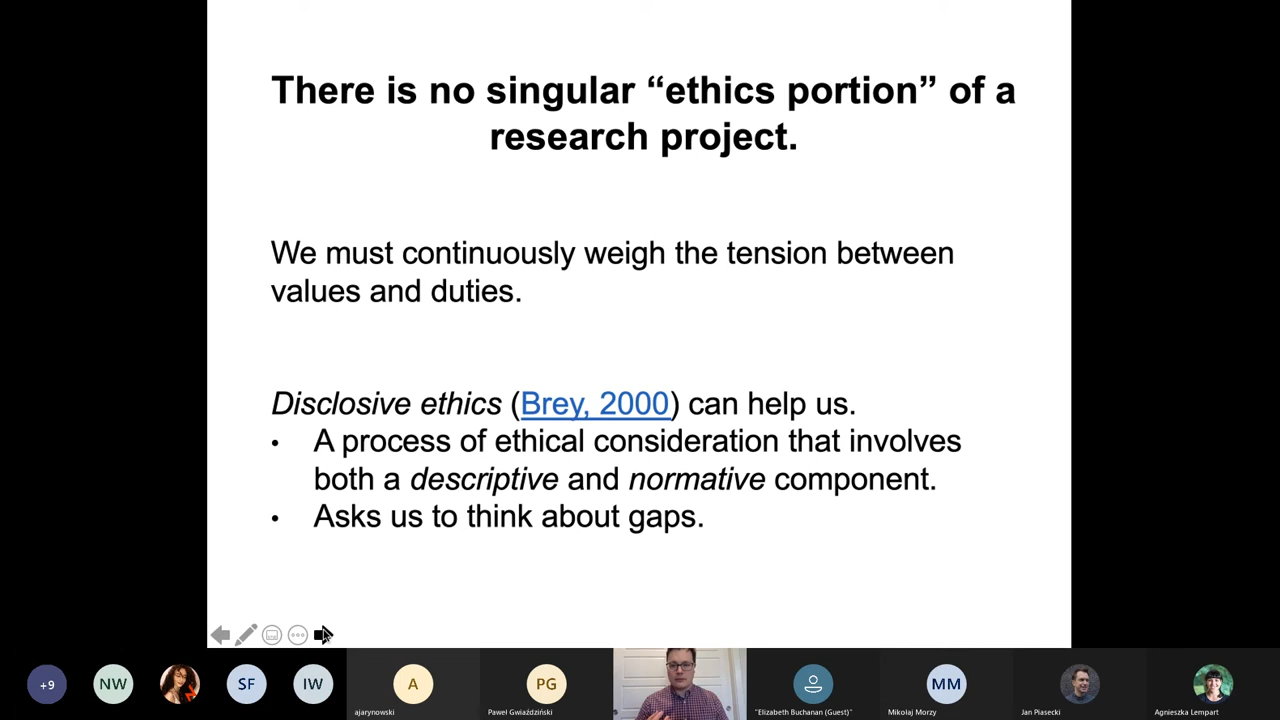 There is no singular “ethics portion” of a
research project.
We must continuously weigh the tension between
values and duties.
Disclosive ethics (Brey, 2000) can help us.
• A process of ethical consideration that involves
both a descriptive and normative component.
• Asks us to think about gaps.
+9
NW
SF
IW
A
ajarynowski
PG
Paweł Gwiaździński
"Elizabeth Buchanan (Guest)"
MM
Mikołaj Morzy
Jan Piasecki
Agnieszka Lempart